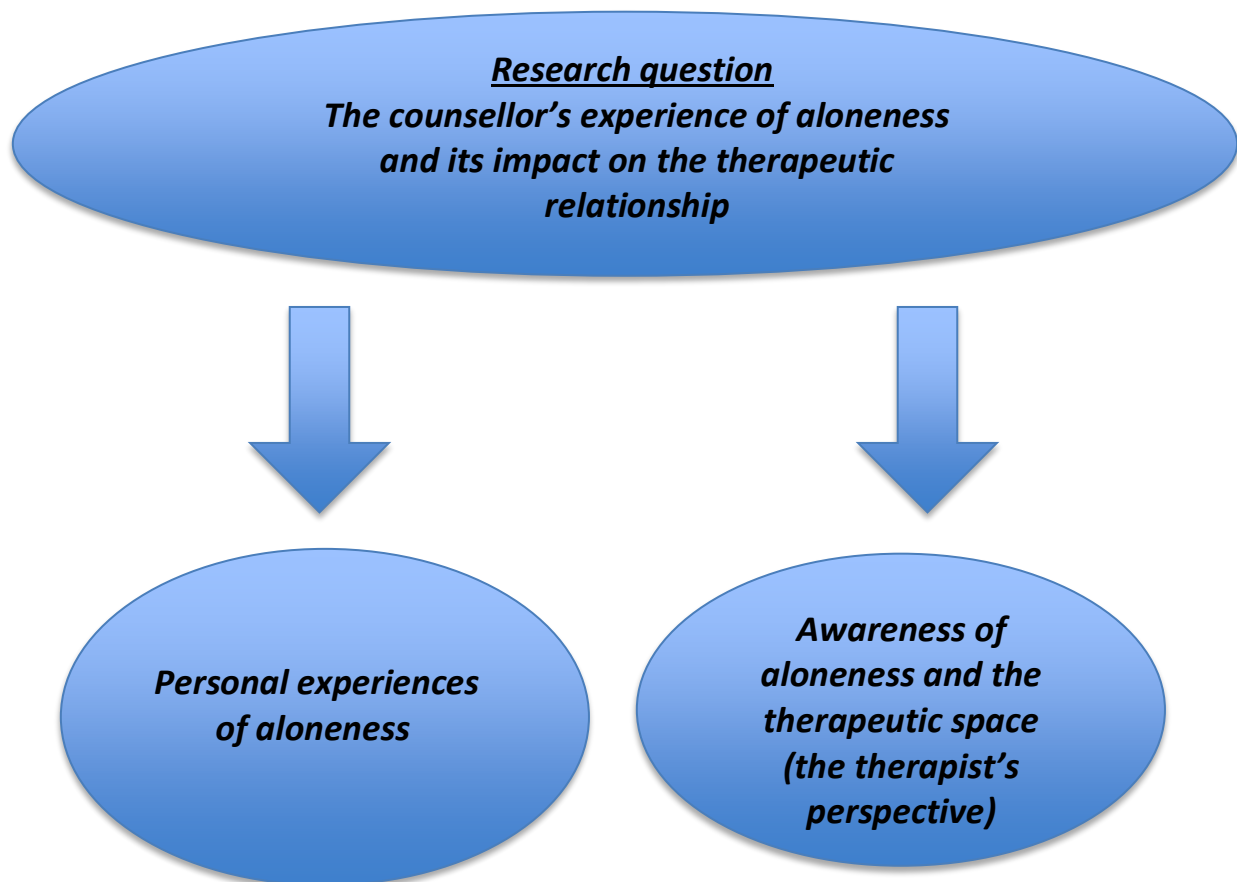 Research question
The counsellor’s experience of aloneness
and its impact on the therapeutic
relationship
Personal experiences
of aloneness
Awareness of
aloneness and the
therapeutic space
(the therapist’s
perspective)